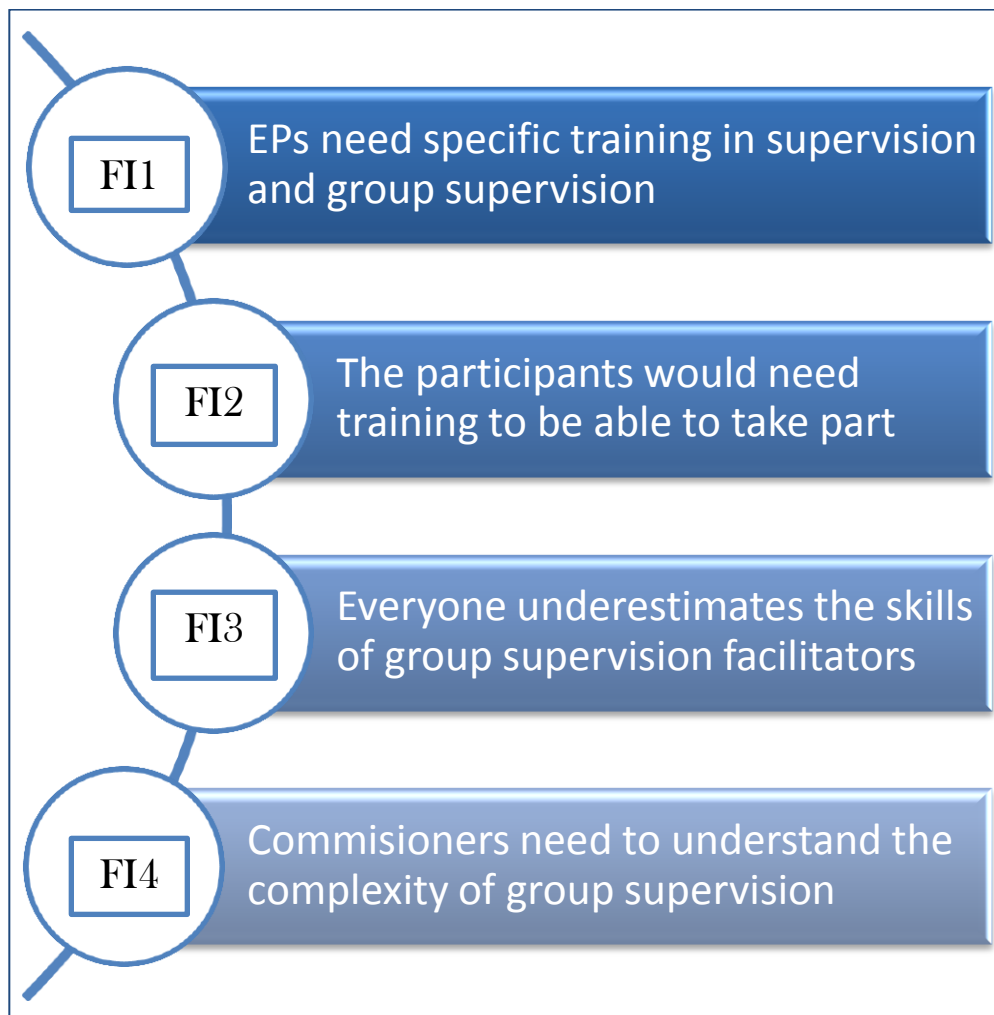 FI1
EPs need specific training in supervision
and group supervision
FI2
The participants would need
training to be able to take part
FI3
Everyone underestimates the skills
of group supervision facilitators
FI4
Commisioners need to understand the
complexity of group supervision